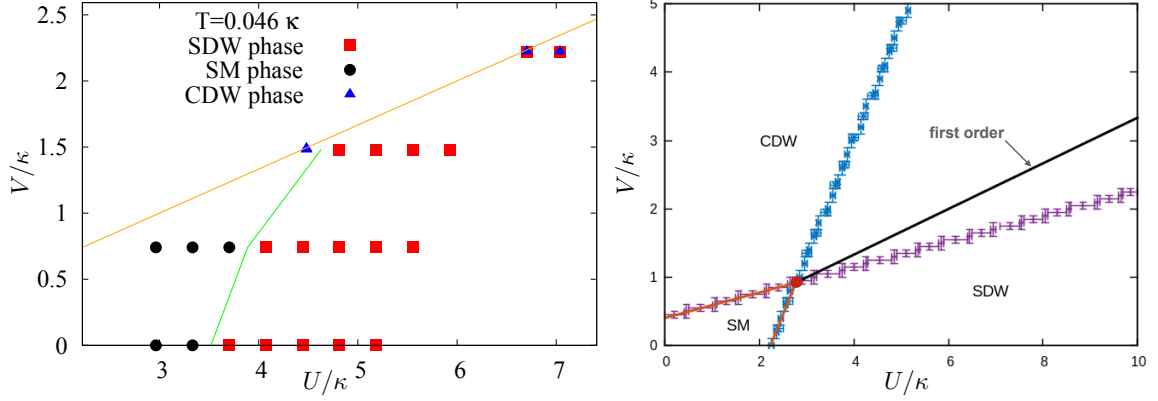 T=0.046 κ
SDW phase
SM phase
CDW phase
2.5
2
1.5
1
0.5
0
V/κ
3
4
5
6
7
U/κ
5
4
3
2
1
0
V/κ
CDW
first order
SDW
SM
0
2
4
6
8
10
U/κ